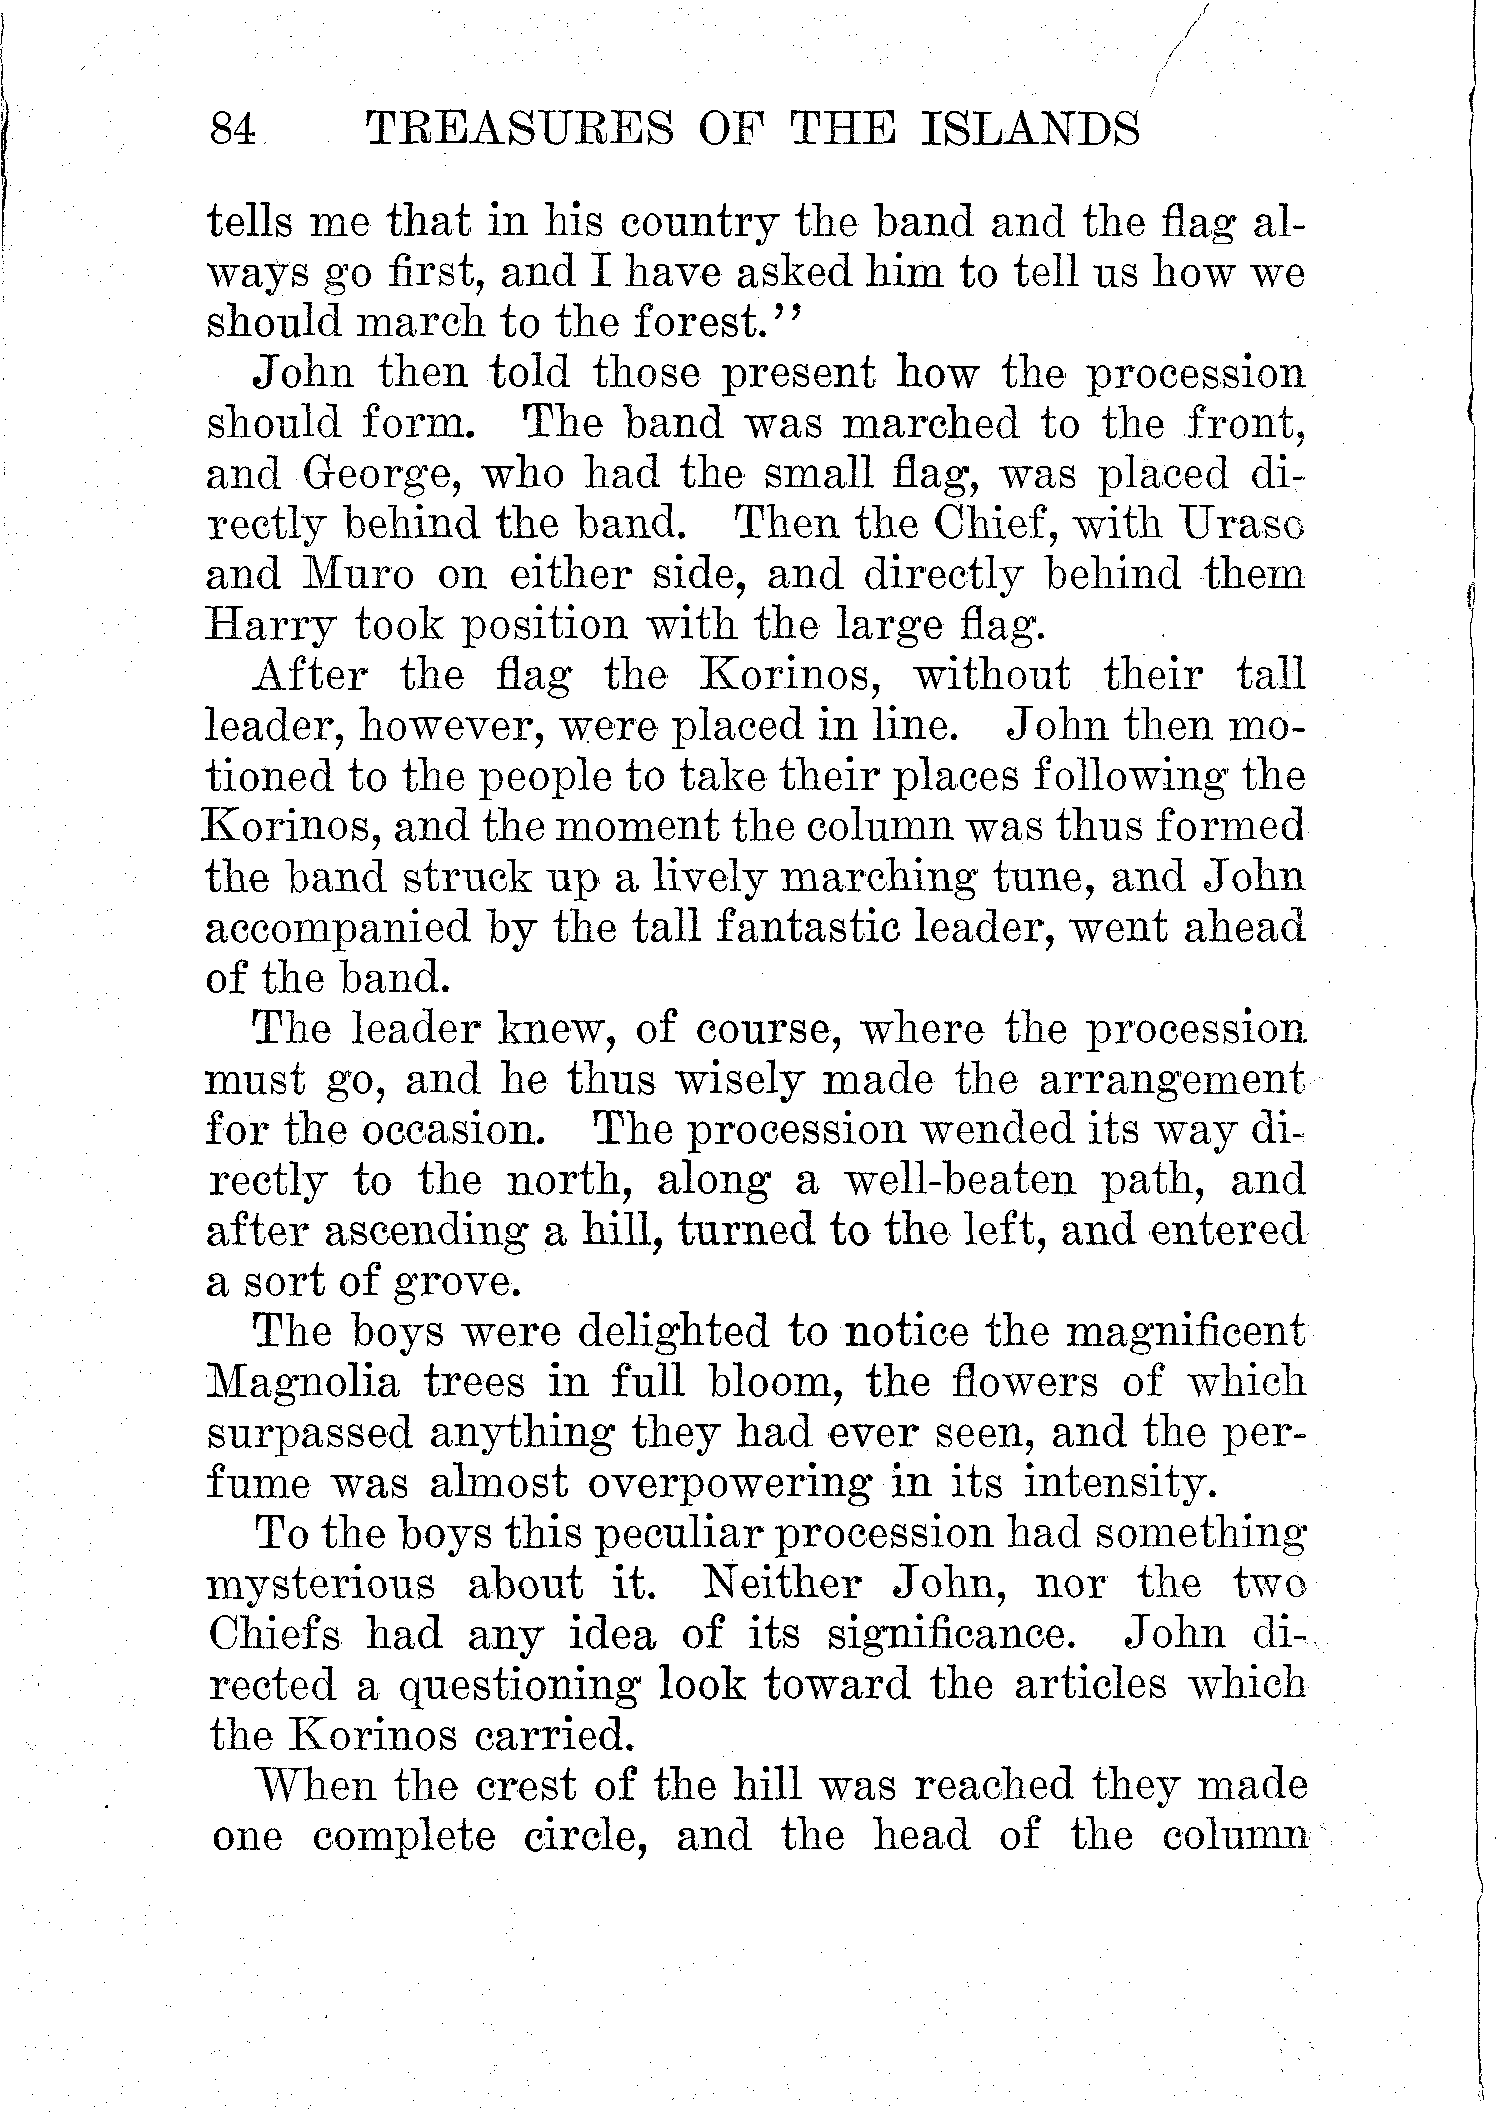 84 TREASURES OF THE ISLANDS
tells me that in his country the band and the flag al-
ways go first, and I have asked him to tell us how we
should march to the forest.''
John then told those present how the procession
should form. The band was marched to the front,
and George, who had the small flag, was placed di-
rectly behind the band. Then the Chief, with Uraso
and Muro on either side, and directly behind them
Harry took position with the large flag.
After the flag the Korinos, without their tall
leader, however, were placed in line. John then mo-
tioned to the people to take their places following the
Korinos, and the moment the column was thus formed
the band struck up a lively marching tune, and John
accompanied by the tall fantastic leader, went ahead
of the band.
The leader knew, of course, where the procession
must go, and he thus wisely made the arrangement
for the occasion. The procession wended its way di-
rectly to the north, along a well-beaten path, and
after ascending a hill, turned to the left, and entered
a sort of grove.
The boys were delighted to notice the magnificent
Magnolia trees in full bloom, the flowers of which
surpassed anything they had ever seen, and the per-
fume was almost overpowering in its intensity.
To the boys this peculiar procession had something
mysterious about it. Neither John, nor the two
Chiefs had any idea of its significance. John di-
rected a questioning look toward the articles which
the Korinos carried.
When the crest of the hill was reached they made
one complete circle, and the head of the column